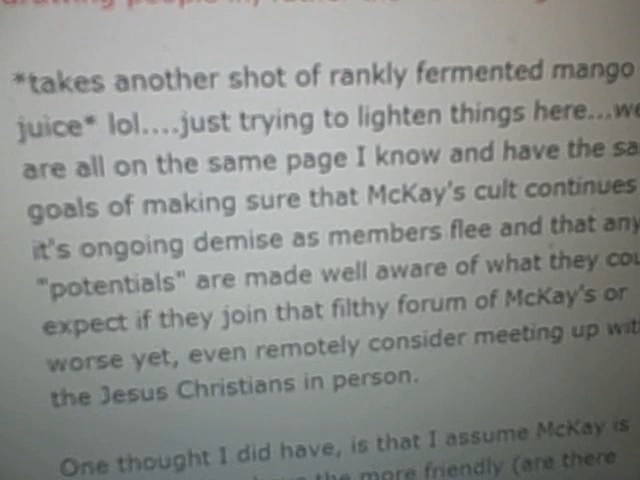 *takes another shot of rankly fermented mango
juice* lol....just trying to lighten things here...we
are all on the same page I know and have the sa
goals of making sure that McKay's cult continues
it's ongoing demise as members flee and that any
"potentials" are made well aware of what they cou
expect if they join that filthy forum of McKay's or
worse yet, even remotely consider meeting up wit
the Jesus Christians in person.
One thought I did have, is that I assume McKay is
the more friendly (are there